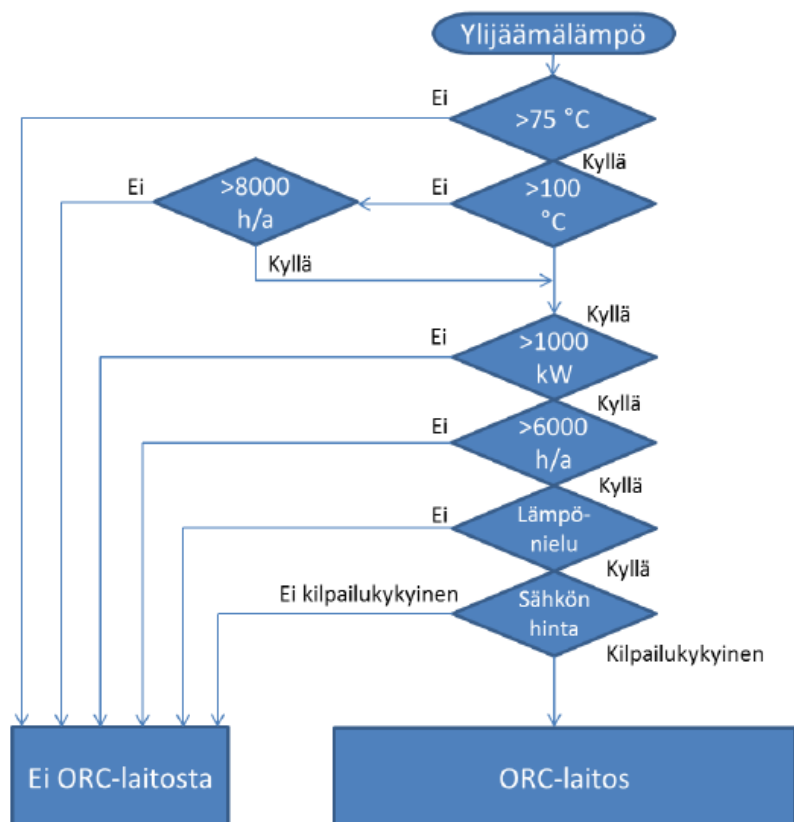 Ylijäämälämpö
Ei
>75 °C
Kyllä
Ei
>8000
h/a
Ei
>100
°C
Kyllä
Kyllä
Ei
>1000
kW
Kyllä
Ei
>6000
h/a
Kyllä
Ei
Lämpö-
nielu
Kyllä
Ei kilpailukykyinen
Sähkön
hinta
Kilpailukykyinen
Ei ORC-laitosta
ORC-laitos